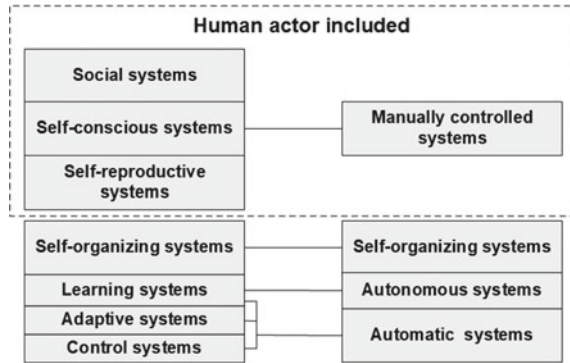 Human actor included
Social systems
Self-conscious systems
Manually controlled
systems
Self-reproductive
systems
Self-organizing systems
Self-organizing systems
Learning systems
Autonomous systems
Adaptive systems
Automatic systems
Control systems